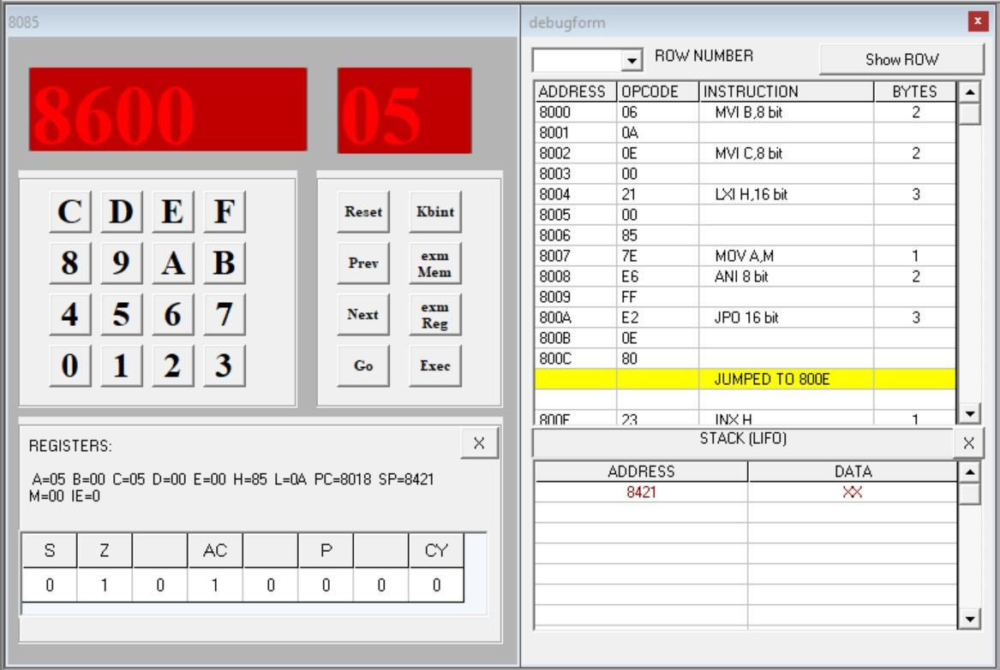 8085
8600 05
C D E F
8 9 A B
4 5 6 7
0 1 2 3
Reset Kbint
Prev exm Mem
Next exm Reg
Go Exec
REGISTERS: X
A=05 B=00 C=05 D=00 E=00 H=85 L=0A PC=8018 SP=8421
M=00 IE=0
S Z AC P CY
0 1 0 1 0 0 0 0
debugform x
ROW NUMBER Show ROW
ADDRESS OPCODE INSTRUCTION BYTES
8000 06 MVI B,8 bit 2
8001 0A
8002 0E MVI C,8 bit 2
8003 00
8004 21 LXI H,16 bit 3
8005 00
8006 85
8007 7E MOV A,M 1
8008 E6 ANI 8 bit 2
8009 FF
800A E2 JPO 16 bit 3
800B 0E
800C 80
JUMPED TO 800E
800E 23 INX H 1
STACK (LIFO) X
ADDRESS DATA
8421 XX